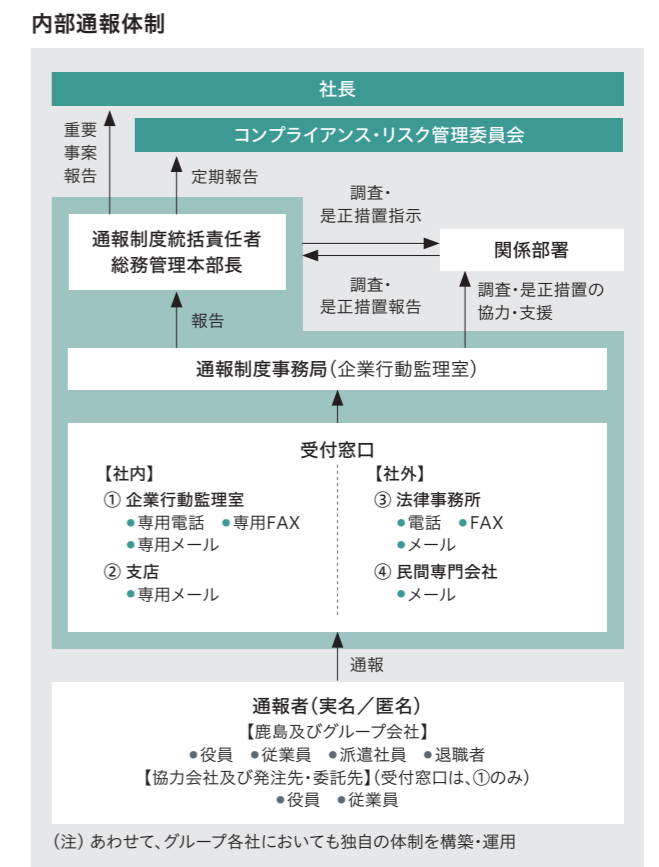 内部通報体制
社長
重要
事案
報告
コンプライアンス・リスク管理委員会
定期報告
調査・
是正措置指示
通報制度統括責任者
総務管理本部長
関係部署
調査・
是正措置報告
調査・是正措置の
協力・支援
報告
通報制度事務局(企業行動監理室)
受付窓口
【社内】
① 企業行動監理室
●専用電話 ●専用FAX
●専用メール
② 支店
●専用メール
【社外】
③ 法律事務所
●電話 ●FAX
●メール
④ 民間専門会社
●メール
通報
通報者(実名/匿名)
【鹿島及びグループ会社】
●役員 ●従業員 ●派遣社員 ●退職者
【協力会社及び発注先・委託先】(受付窓口は、①のみ)
●役員 ●従業員
(注) あわせて、グループ各社においても独自の体制を構築・運用